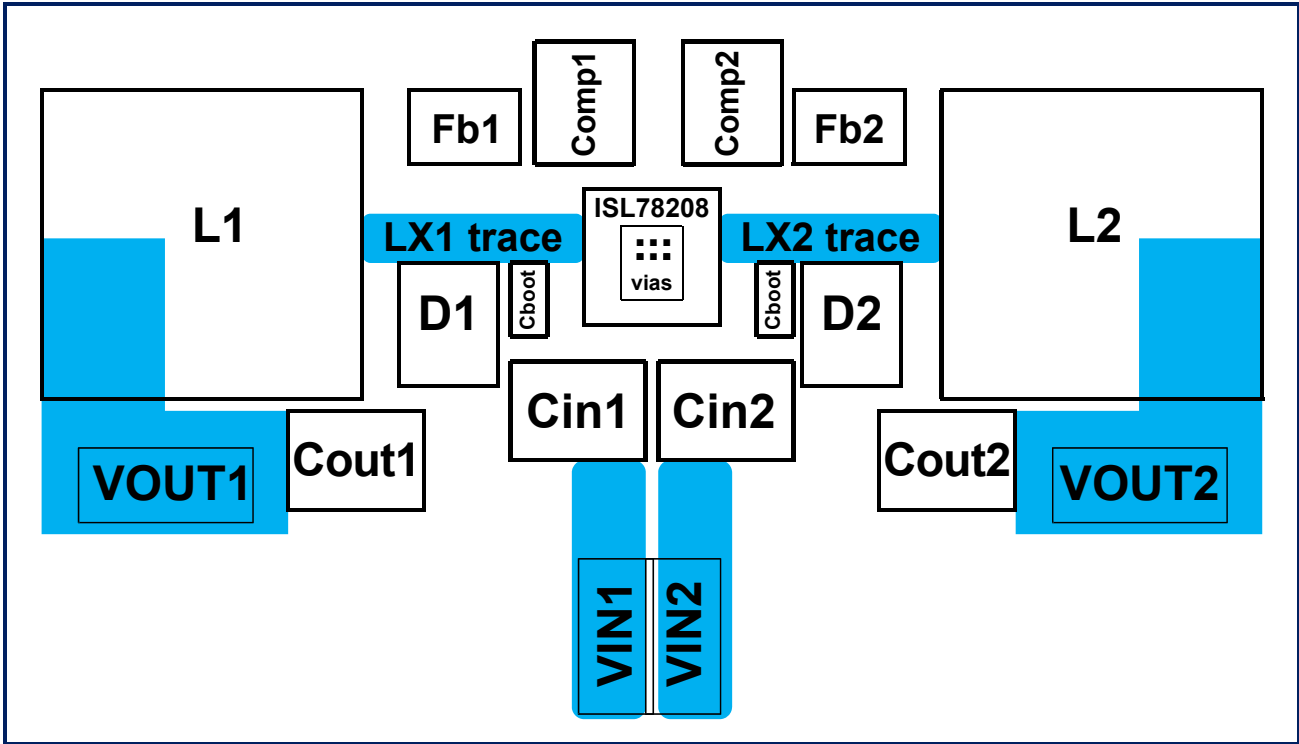 Comp1
Comp2
Fb1
Fb2
ISL78208
L1
LX1 trace
LX2 trace
L2
vias
D1
Cboot
Cboot
D2
Cin1
Cin2
Cout1
Cout2
VOUT1
VOUT2
VIN1
VIN2